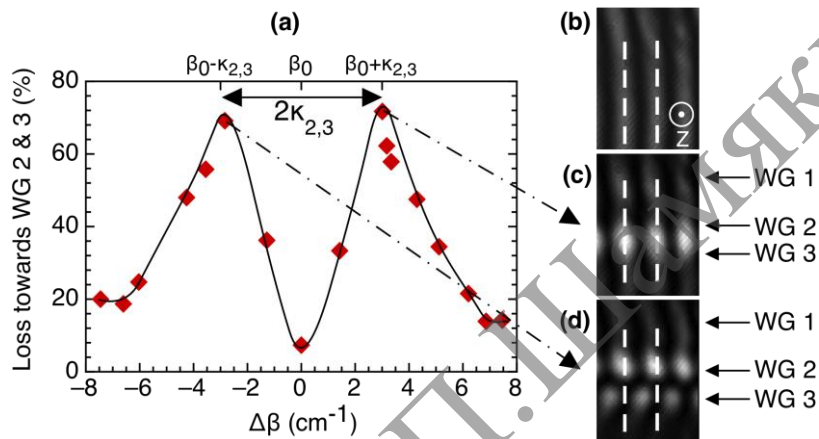 (a)
β₀-κ₂,₃ β₀ β₀+κ₂,₃
2κ₂,₃
Loss towards WG 2 & 3 (%)
80
60
40
20
0
−8 −6 −4 −2 0 2 4 6 8
Δβ (cm⁻¹)
(b)
Z
(c)
WG 1
WG 2
WG 3
(d)
WG 1
WG 2
WG 3
П.Шамяку